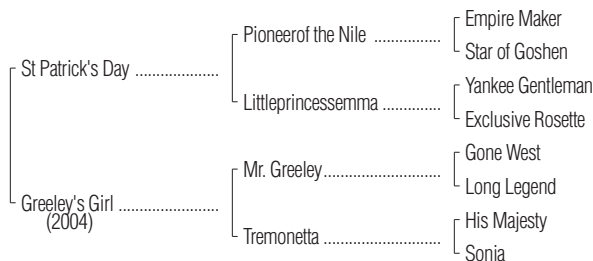 Empire Maker
Pioneerof the Nile ................
Star of Goshen
St Patrick's Day ....................
Yankee Gentleman
Littleprincessemma ..............
Exclusive Rosette
Gone West
Mr. Greeley............................
Long Legend
Greeley's Girl ........................
(2004)
His Majesty
Tremonetta ............................
Sonia